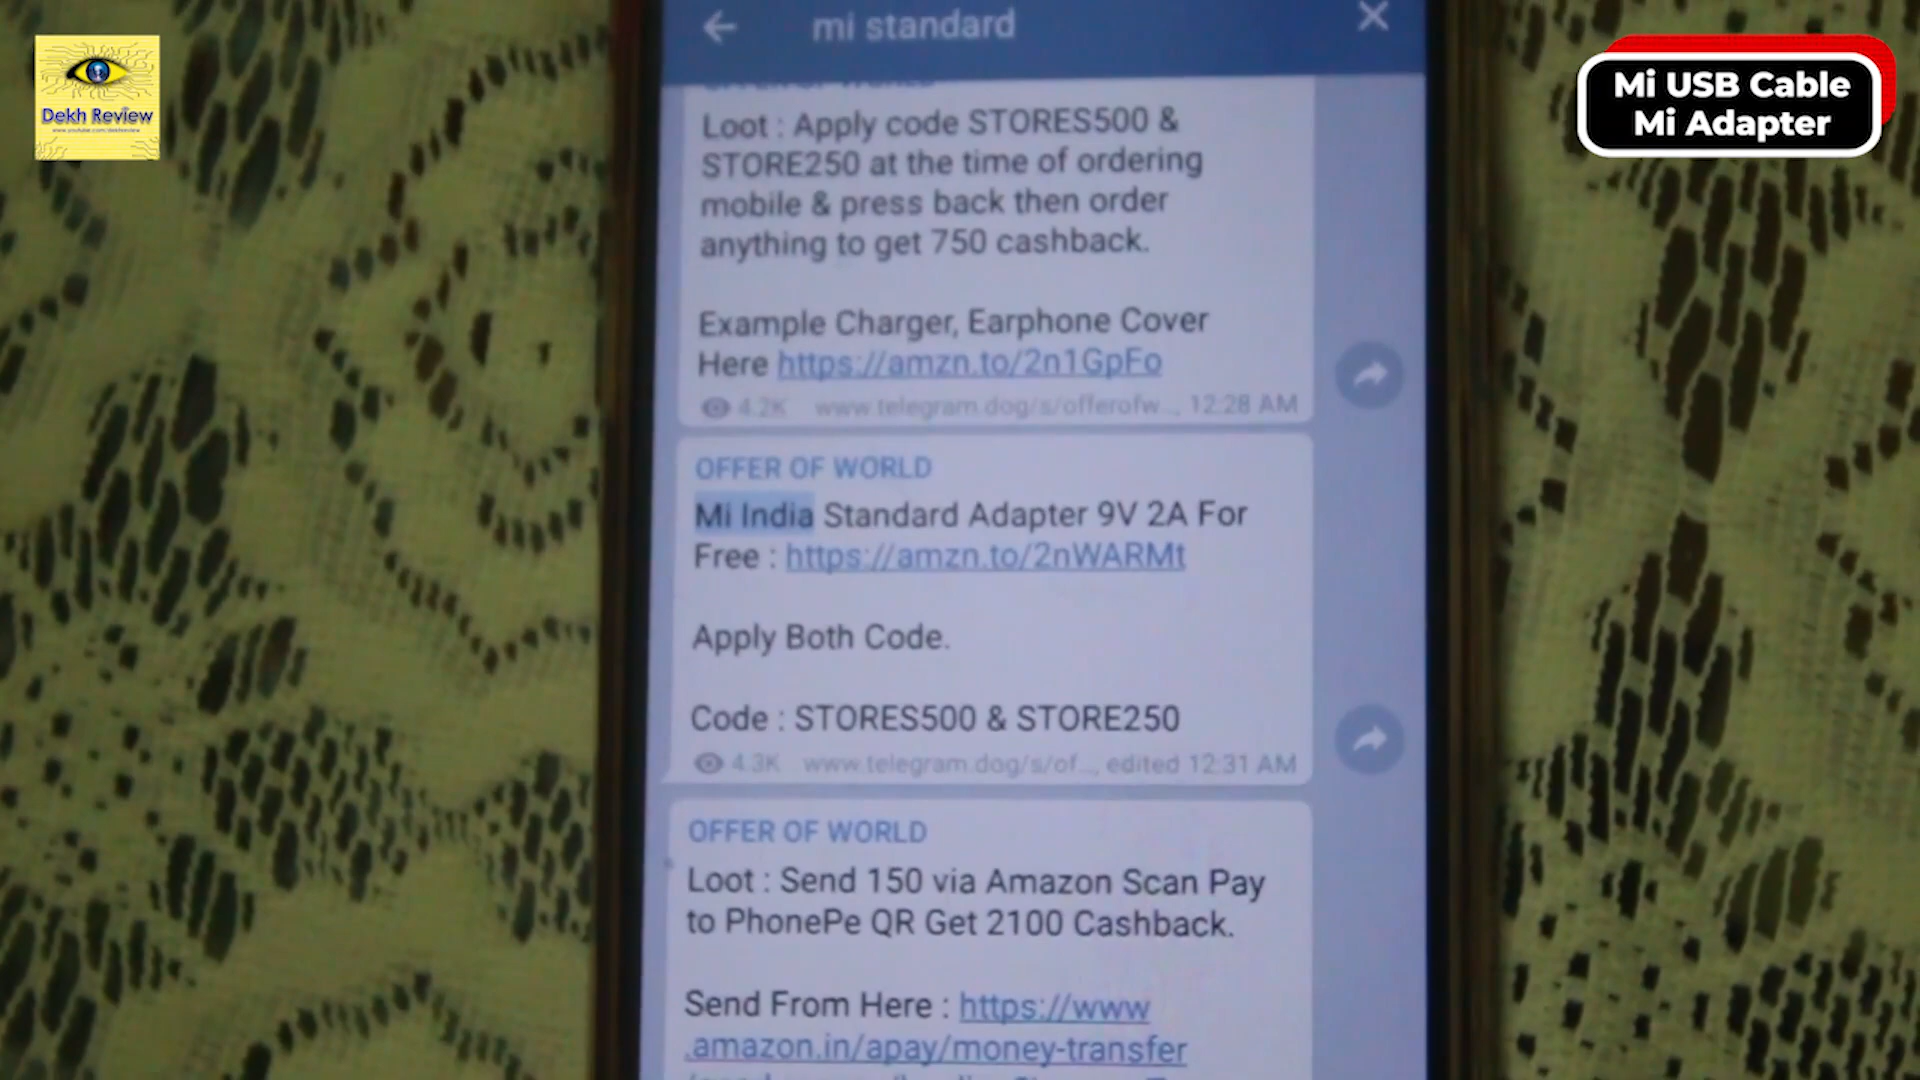 Dekh Review
www.youtube.com/dekhreview
Mi USB Cable
Mi Adapter
mi standard
Loot : Apply code STORES500 &
STORE250 at the time of ordering
mobile & press back then order
anything to get 750 cashback.
Example Charger, Earphone Cover
Here https://amzn.to/2n1GpFo
4.2K www.telegram.dog/s/offerofw..., 12:28 AM
OFFER OF WORLD
Mi India Standard Adapter 9V 2A For
Free : https://amzn.to/2nWARMt
Apply Both Code.
Code : STORES500 & STORE250
4.3K www.telegram.dog/s/of..., edited 12:31 AM
OFFER OF WORLD
Loot : Send 150 via Amazon Scan Pay
to PhonePe QR Get 2100 Cashback.
Send From Here : https://www
.amazon.in/apay/money-transfer